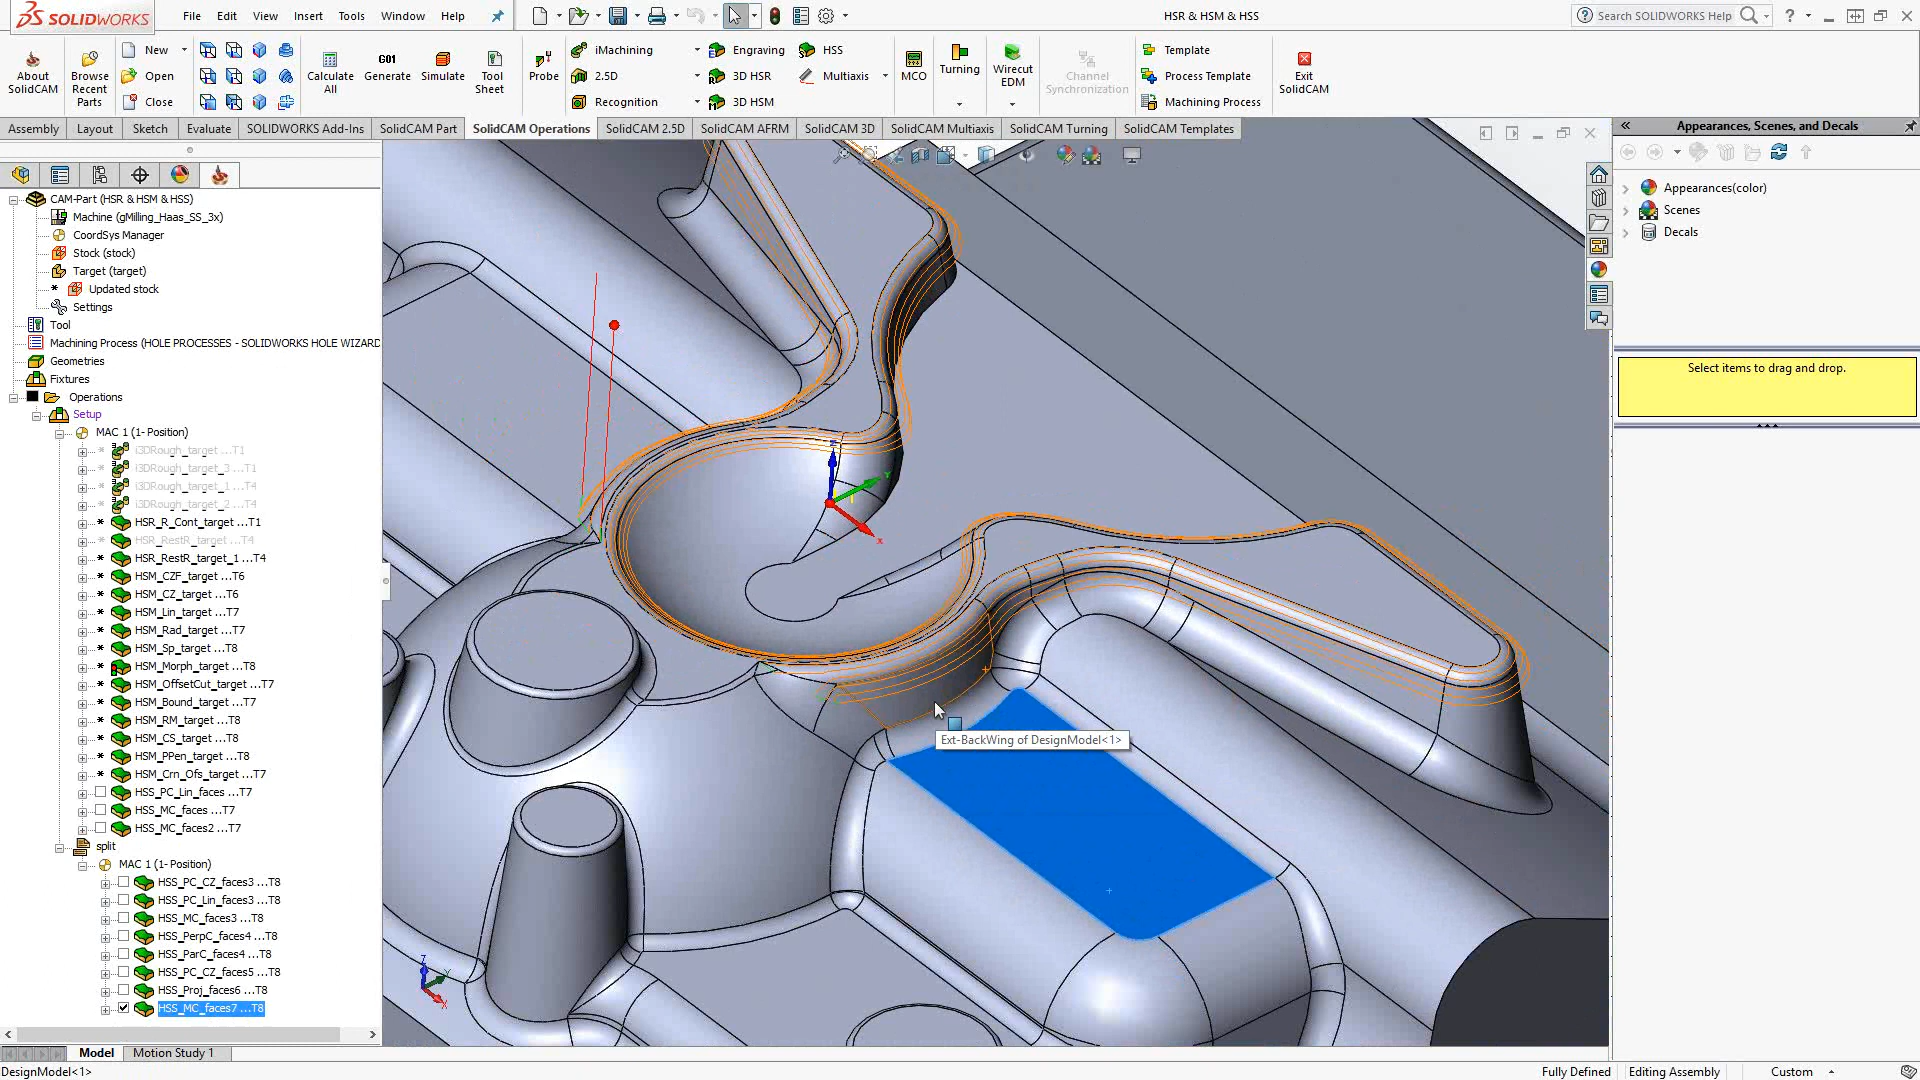 SOLIDWORKS
File Edit View Insert Tools Window Help
HSR & HSM & HSS
Search SOLIDWORKS Help
About SolidCAM
Browse Recent Parts
New
Open
Close
Calculate All
G01
Generate
Simulate
Tool Sheet
Probe
iMachining
2.5D
Recognition
Engraving
3D HSR
3D HSM
HSS
Multiaxis
MCO
Turning
Wirecut EDM
Channel Synchronization
Template
Process Template
Machining Process
Exit SolidCAM
Assembly Layout Sketch Evaluate SOLIDWORKS Add-Ins SolidCAM Part SolidCAM Operations SolidCAM 2.5D SolidCAM AFRM SolidCAM 3D SolidCAM Multiaxis SolidCAM Turning SolidCAM Templates
CAM-Part (HSR & HSM & HSS)
Machine (gMilling_Haas_SS_3x)
CoordSys Manager
Stock (stock)
Target (target)
* Updated stock
Settings
Tool
Machining Process (HOLE PROCESSES - SOLIDWORKS HOLE WIZARD
Geometries
Fixtures
Operations
Setup
MAC 1 (1- Position)
* i3DRough_target ...T1
* i3DRough_target_3 ...T1
* i3DRough_target_1 ...T4
* i3DRough_target_2 ...T4
* HSR_R_Cont_target ...T1
* HSR_RestR_target ...T4
* HSR_RestR_target_1 ...T4
* HSM_CZF_target ...T6
* HSM_CZ_target ...T6
* HSM_Lin_target ...T7
* HSM_Rad_target ...T7
* HSM_Sp_target ...T8
* HSM_Morph_target ...T8
* HSM_OffsetCut_target ...T7
* HSM_Bound_target ...T7
* HSM_RM_target ...T8
* HSM_CS_target ...T8
* HSM_PPen_target ...T8
* HSM_Crn_Ofs_target ...T7
HSS_PC_Lin_faces ...T7
HSS_MC_faces ...T7
HSS_MC_faces2 ...T7
split
MAC 1 (1- Position)
HSS_PC_CZ_faces3 ...T8
HSS_PC_Lin_faces3 ...T8
HSS_MC_faces3 ...T8
HSS_PerpC_faces4 ...T8
HSS_ParC_faces4 ...T8
HSS_PC_CZ_faces5 ...T8
HSS_Proj_faces6 ...T8
HSS_MC_faces7 ...T8
Z
Y
X
Ext-BackWing of DesignModel<1>
Z
Y
X
Appearances, Scenes, and Decals
Appearances(color)
Scenes
Decals
Select items to drag and drop.
Model Motion Study 1
DesignModel<1>
Fully Defined Editing Assembly Custom